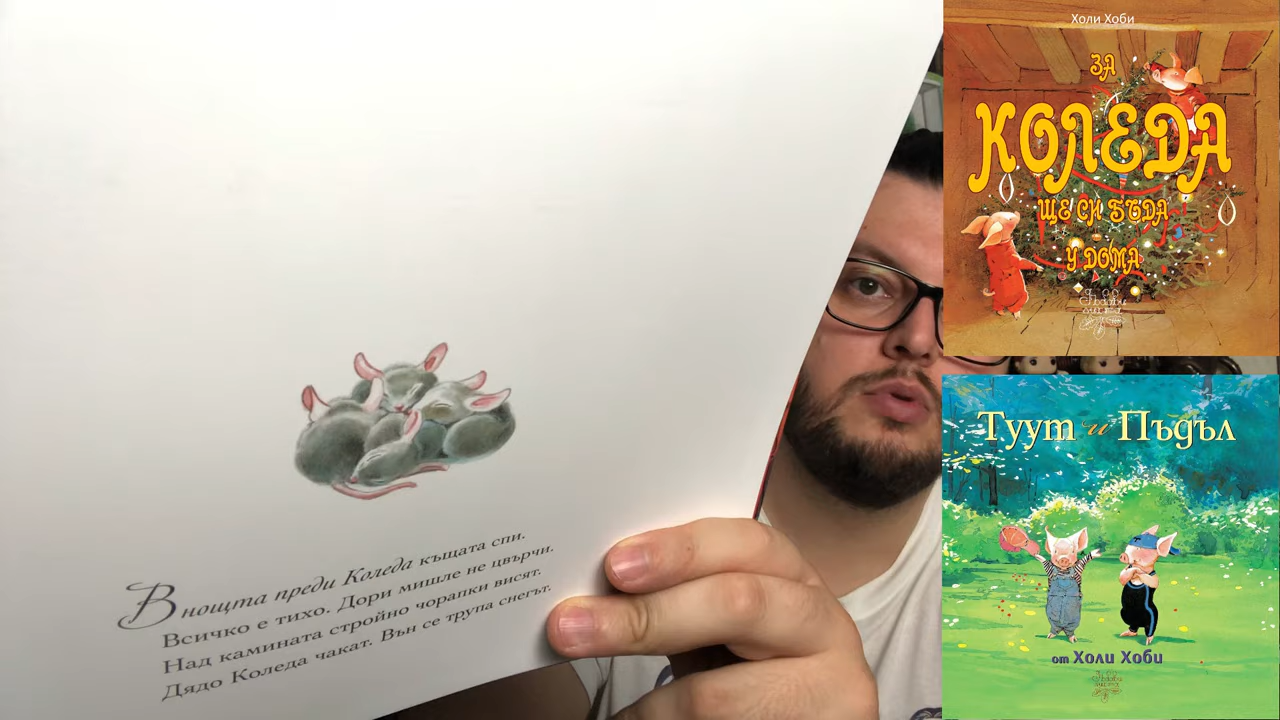 В нощта преди Коледа къщата спи.
Всичко е тихо. Дори мишле не цвърчи.
Над камината стройно чорапки висят.
Дядо Коледа чакат. Вън се трупа снегът.
Холи Хоби
ЗА
КОЛЕДА
ЩЕ СИ БЪДА
У ДОМА
Туут и Пъдъл
от Холи Хоби